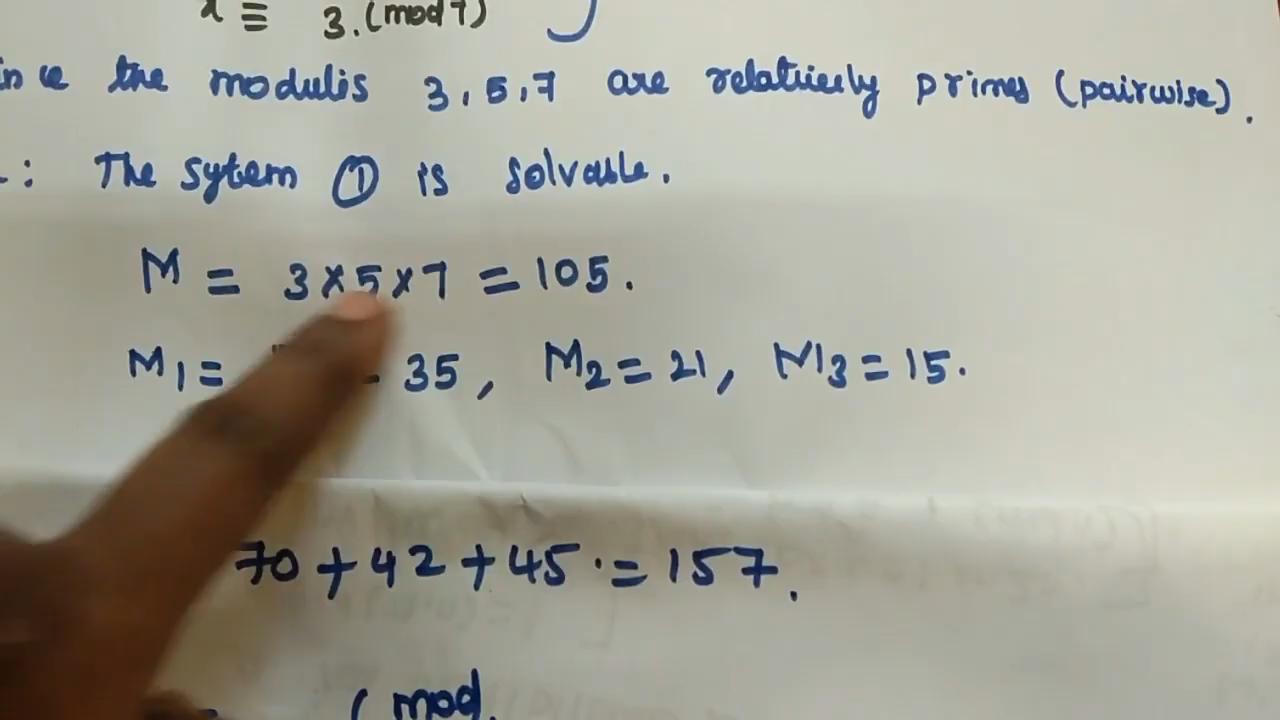 x ≡ 3.(mod 7)
the modulis 3,5,7 are relatively primes (pairwise).
The sytem ① is solvable.
M = 3×5×7 = 105.
M1= 35, M2=21, M3=15.
70+42+45.=157.
(mod.